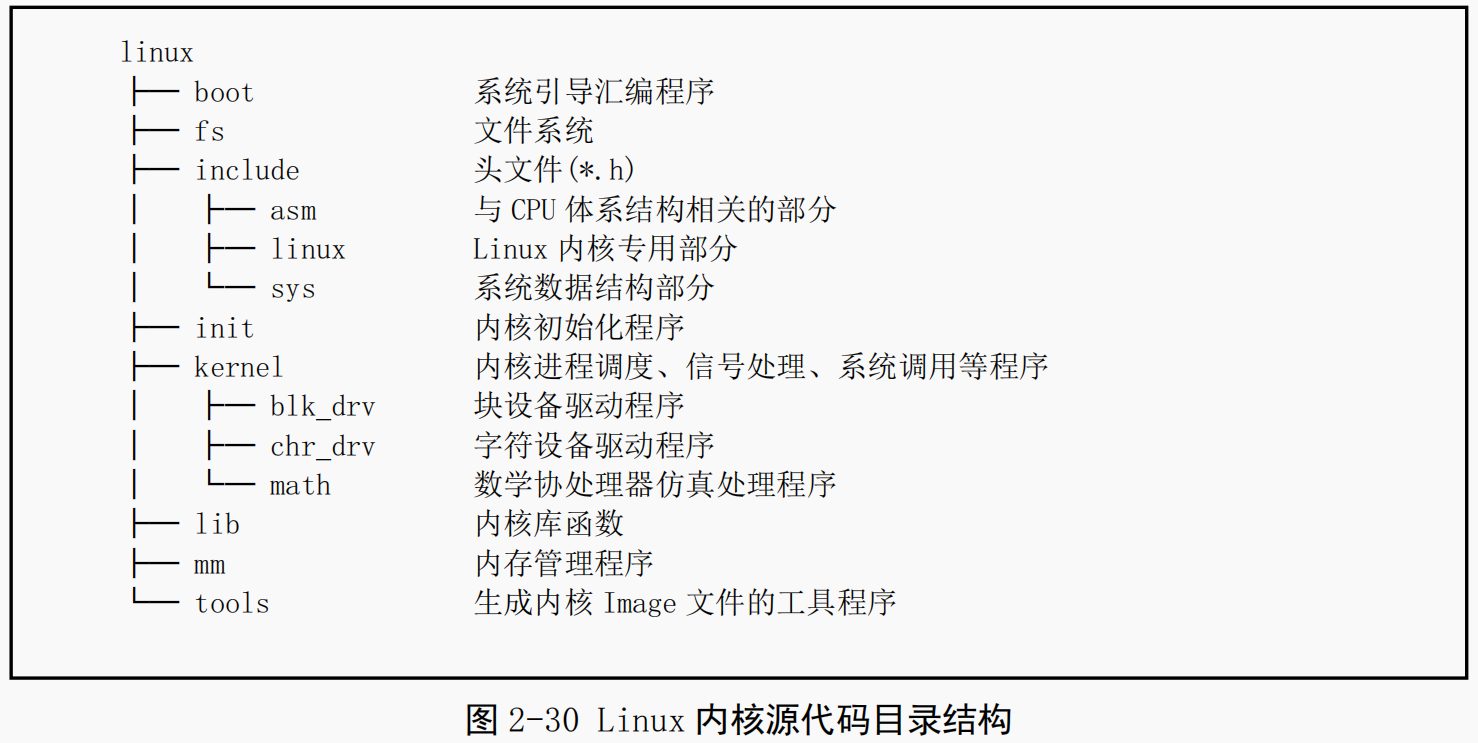 linux
├── boot 系统引导汇编程序
├── fs 文件系统
├── include 头文件(*.h)
│ ├── asm 与 CPU 体系结构相关的部分
│ ├── linux Linux 内核专用部分
│ └── sys 系统数据结构部分
├── init 内核初始化程序
├── kernel 内核进程调度、信号处理、系统调用等程序
│ ├── blk_drv 块设备驱动程序
│ ├── chr_drv 字符设备驱动程序
│ └── math 数学协处理器仿真处理程序
├── lib 内核库函数
├── mm 内存管理程序
└── tools 生成内核 Image 文件的工具程序
图 2-30 Linux 内核源代码目录结构